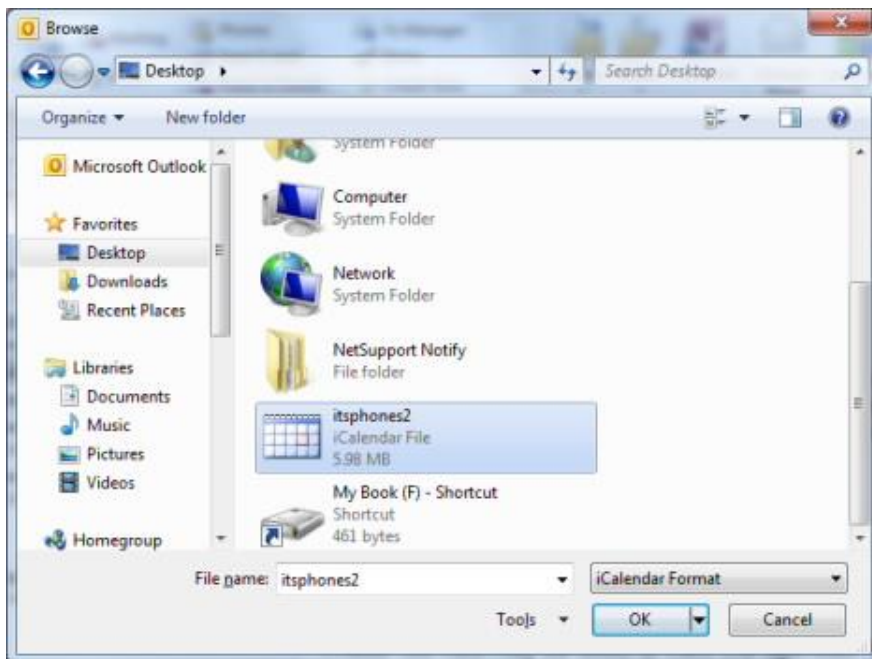 Browse
Desktop
Search Desktop
Organize
New folder
Microsoft Outlook
Favorites
Desktop
Downloads
Recent Places
Libraries
Documents
Music
Pictures
Videos
Homegroup
System Folder
Computer
System Folder
Network
System Folder
NetSupport Notify
File folder
itsphones2
iCalendar File
5.98 MB
My Book (F) - Shortcut
Shortcut
461 bytes
File name: itsphones2
iCalendar Format
Tools
OK
Cancel